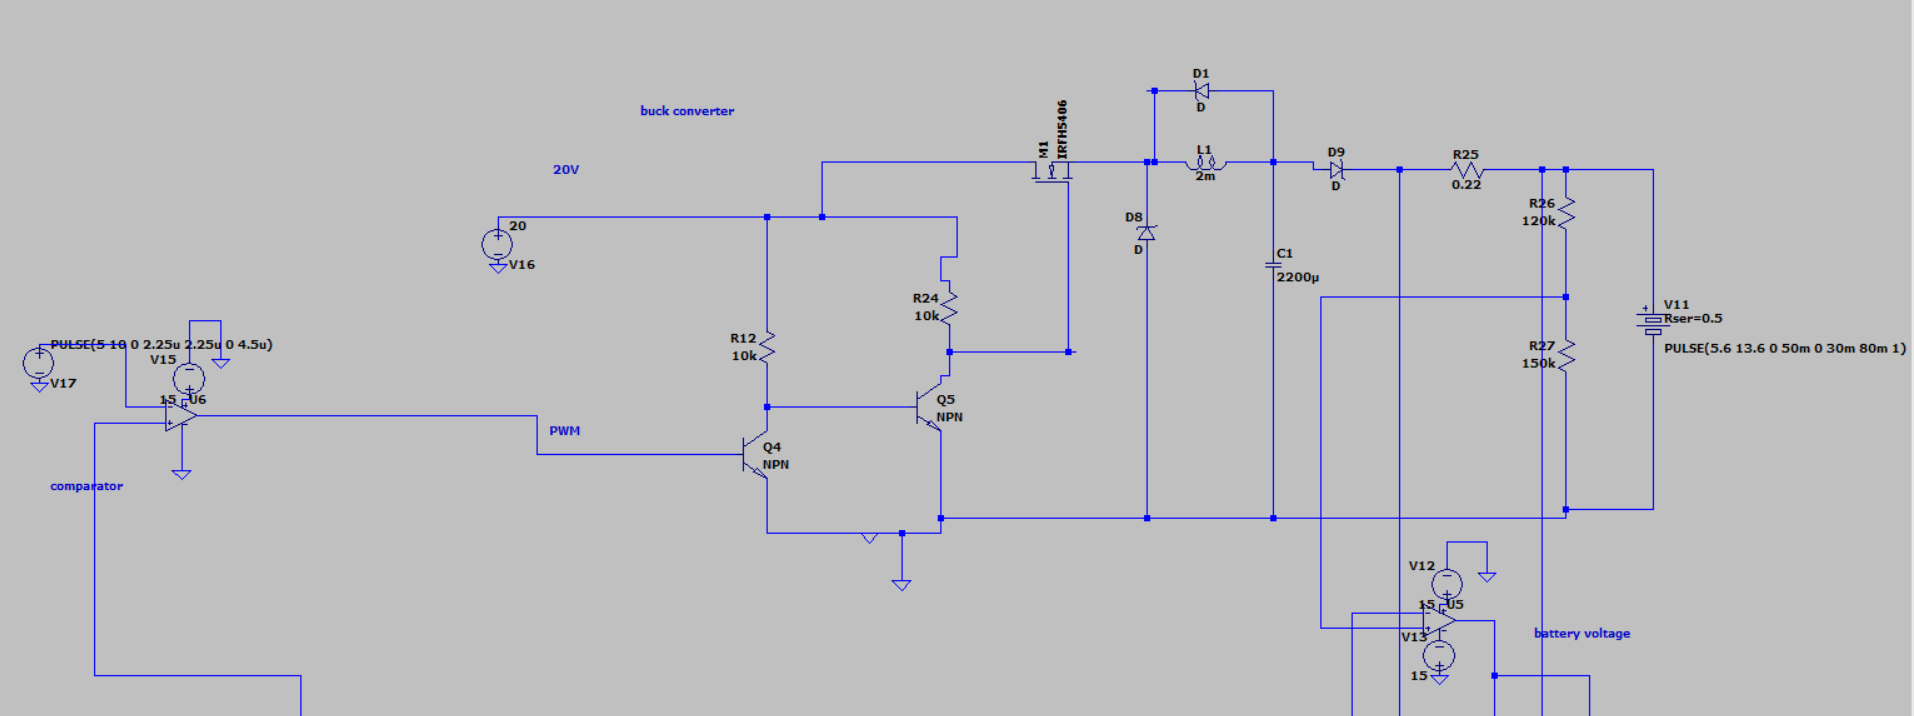 buck converter
20V
20
V16
PULSE(5 10 0 2.25u 2.25u 0 4.5u)
V17
V15
15
U6
comparator
PWM
R12
10k
R24
10k
Q4
NPN
Q5
NPN
M1
IRFH5406
D1
D
L1
2m
D8
D
C1
2200µ
D9
D
R25
0.22
R26
120k
R27
150k
V11
Rser=0.5
PULSE(5.6 13.6 0 50m 0 30m 80m 1)
V12
15
U5
V13
15
battery voltage